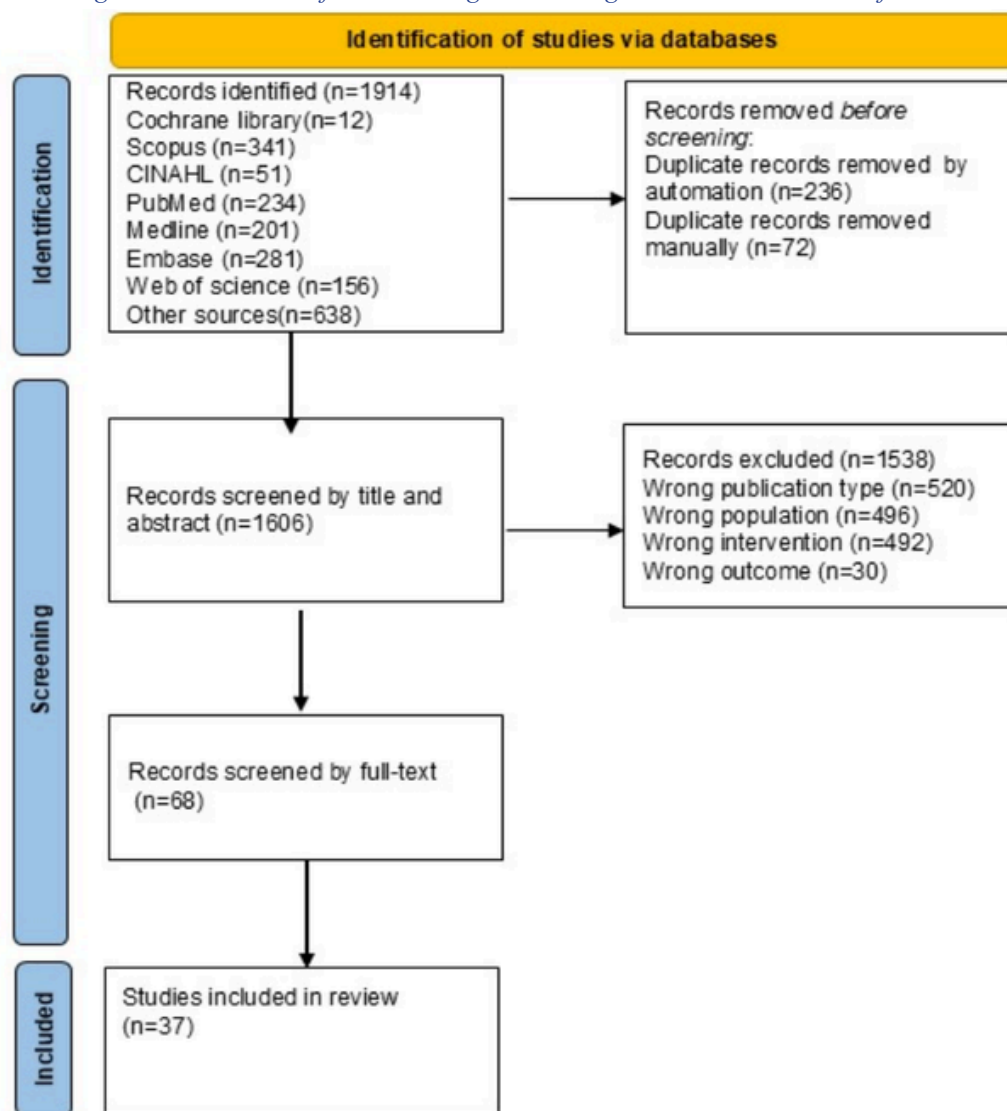 Identification of studies via databases
Identification
Records identified (n=1914)
Cochrane library(n=12)
Scopus (n=341)
CINAHL (n=51)
PubMed (n=234)
Medline (n=201)
Embase (n=281)
Web of science (n=156)
Other sources(n=638)
Records removed before
screening:
Duplicate records removed by
automation (n=236)
Duplicate records removed
manually (n=72)
Screening
Records screened by title and
abstract (n=1606)
Records excluded (n=1538)
Wrong publication type (n=520)
Wrong population (n=496)
Wrong intervention (n=492)
Wrong outcome (n=30)
Records screened by full-text
(n=68)
Included
Studies included in review
(n=37)